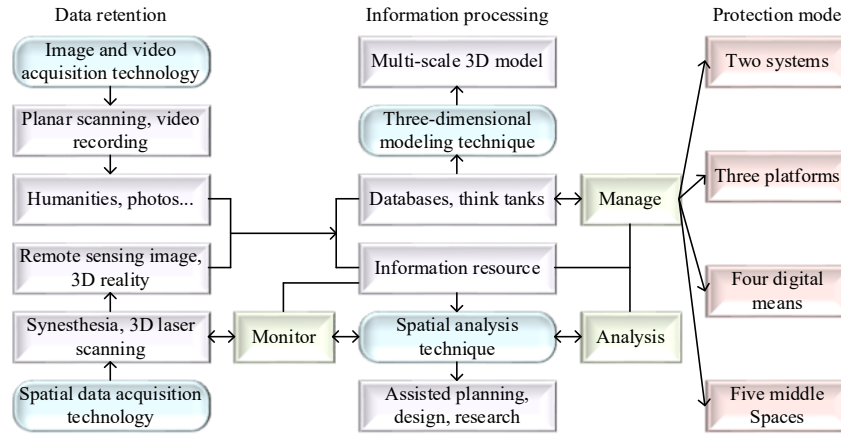 Data retention
Image and video
acquisition technology
Planar scanning, video
recording
Humanities, photos...
Remote sensing image,
3D reality
Synesthesia, 3D laser
scanning
Spatial data acquisition
technology
Monitor
Information processing
Multi-scale 3D model
Three-dimensional
modeling technique
Databases, think tanks
Information resource
Spatial analysis
technique
Assisted planning,
design, research
Manage
Analysis
Protection mode
Two systems
Three platforms
Four digital
means
Five middle
Spaces